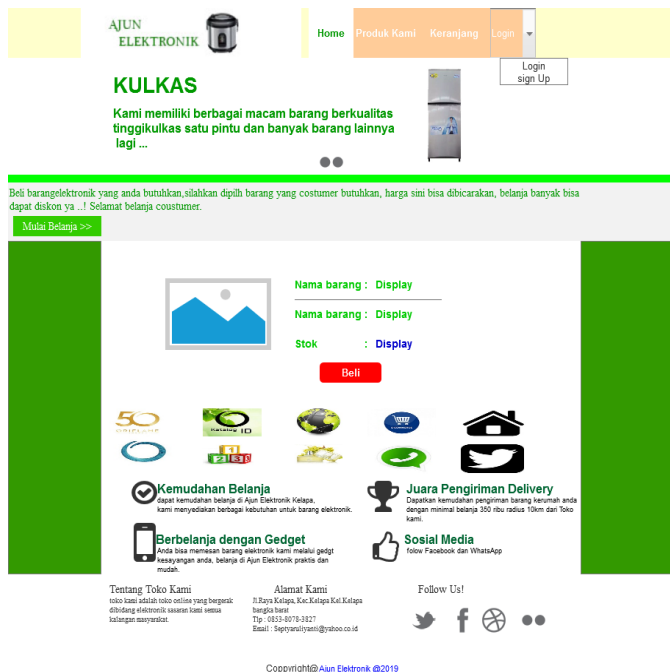 AJUN
ELEKTRONIK
Home
Produk Kami
Keranjang
Login
Login
sign Up
KULKAS
Kami memiliki berbagai macam barang berkualitas
tinggikulkas satu pintu dan banyak barang lainnya
lagi ...
Beli barangelektronik yang anda butuhkan,silahkan dipilh barang yang costumer butuhkan, harga sini bisa dibicarakan, belanja banyak bisa
dapat diskon ya ..! Selamat belanja coustumer.
Mulai Belanja >>
Nama barang : Display
Nama barang : Display
Stok : Display
Beli
50
ORIFLAME
Katalog ID
1
2 3
Kemudahan Belanja
dapat kemudahan belanja di Ajun Elektronik Kelapa,
kami menyediakan berbagai kebutuhan untuk barang elektronik.
Juara Pengiriman Delivery
Dapatkan kemudahan pengiriman barang kerumah anda
dengan minimal belanja 350 ribu radius 10km dari Toko
kami.
Berbelanja dengan Gedget
Anda bisa memesan barang elektronik kami melalui gedgt
kesayangan anda, belanja di Ajun Elektronik praktis dan
mudah.
Sosial Media
folow Facebook dan WhatsApp
Tentang Toko Kami
toko kami adalah toko online yang bergerak
dibidang elektronik sasaran kami semua
kalangan masyarakat.
Alamat Kami
Jl.Raya Kelapa, Kec.Kelapa Kel.Kelapa
bangka barat
Tlp : 0853-8078-3827
Email : Septyaruliyanti@yahoo.co.id
Follow Us!
Coppyright@ Ajun Elektronik @2019